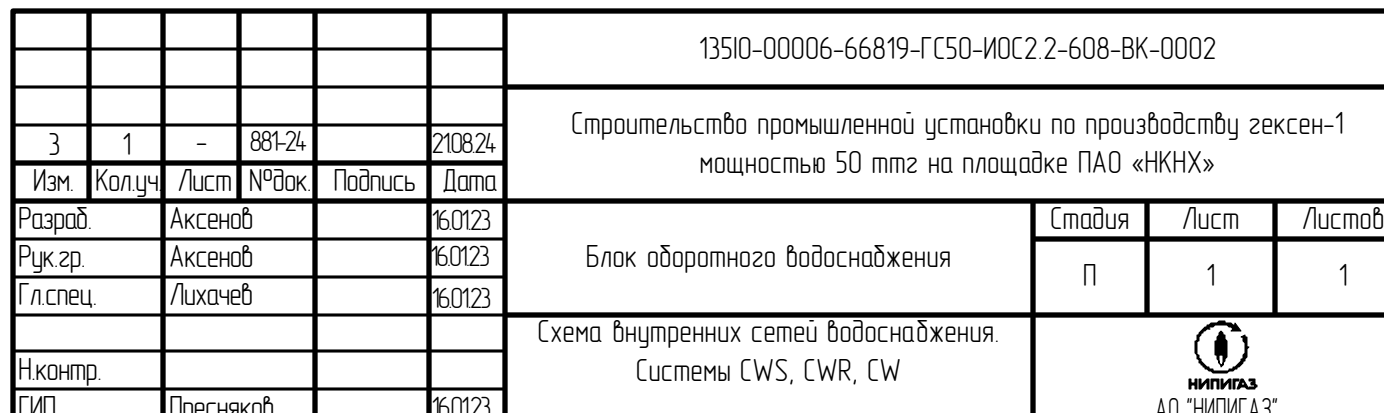 13510-00006-66819-ГС50-ИОС2.2-608-ВК-0002
Строительство промышленной установки по производству гексен-1
мощностью 50 ттг на площадке ПАО «НКНХ»
3 1 - 881-24 21.08.24
Изм. Кол.уч. Лист №док. Подпись Дата
Разраб. Аксенов 16.01.23
Рук.гр. Аксенов 16.01.23
Гл.спец. Лихачев 16.01.23
Н.контр.
ГИП Пресняков 16.01.23
Блок оборотного водоснабжения
Стадия Лист Листов
П 1 1
Схема внутренних сетей водоснабжения.
Системы CWS, CWR, CW
НИПИГАЗ
АО "НИПИГАЗ"